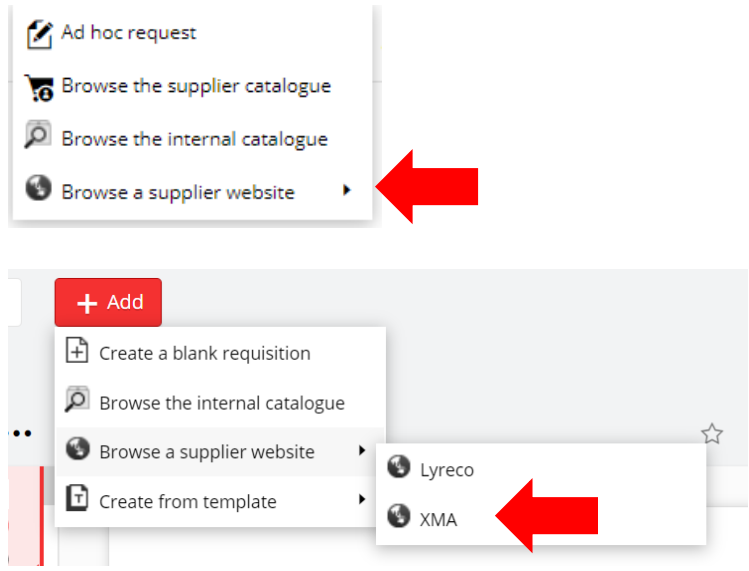 Ad hoc request
Browse the supplier catalogue
Browse the internal catalogue
Browse a supplier website
+ Add
Create a blank requisition
Browse the internal catalogue
Browse a supplier website
Create from template
Lyreco
XMA